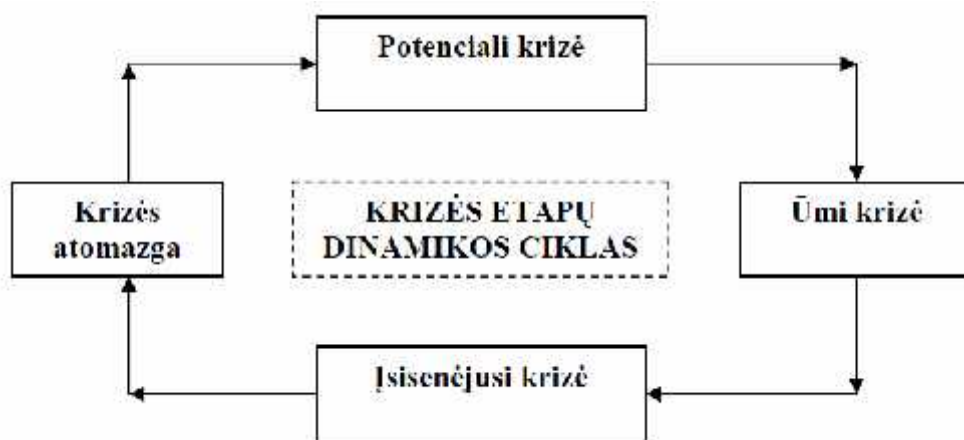 Potenciali krizė
Krizės
atomazga
KRIZĖS ETAPŲ
DINAMIKOS CIKLAS
Ūmi krizė
Įsisenėjusi krizė